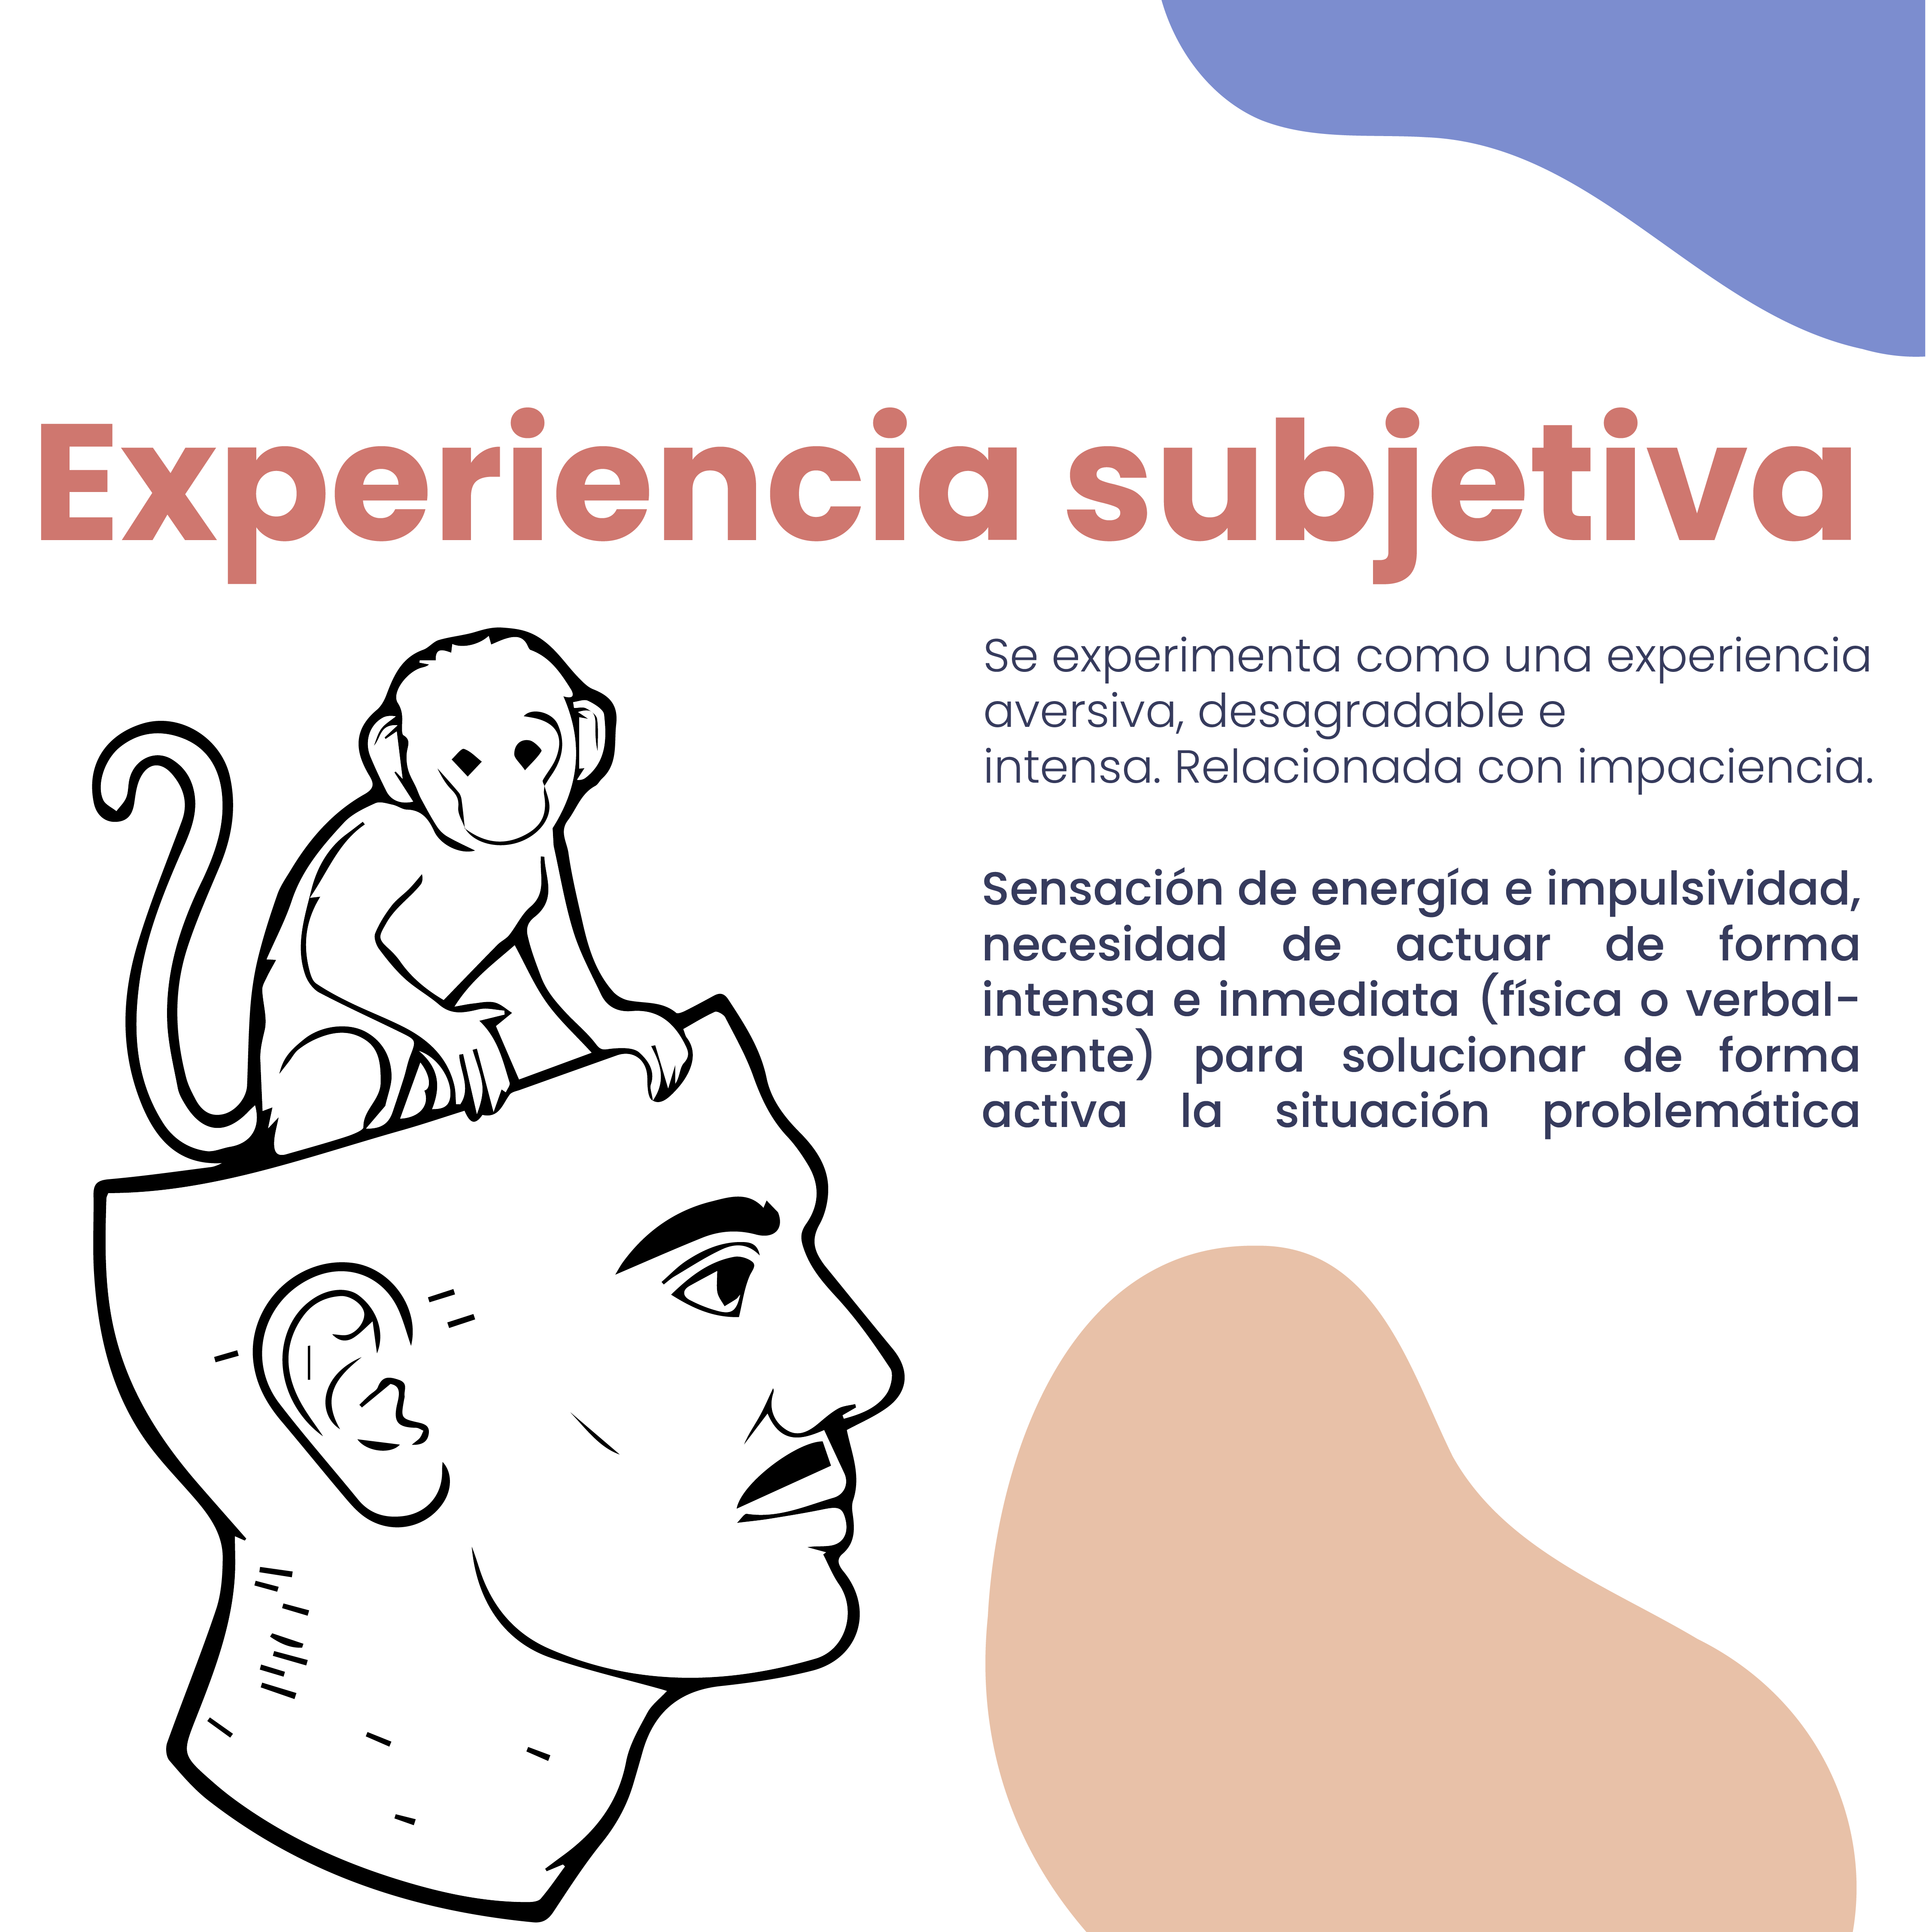 Experiencia subjetiva
Se experimenta como una experiencia
aversiva, desagradable e
intensa. Relacionada con impaciencia.
Sensación de energía e impulsividad,
necesidad de actuar de forma
intensa e inmediata (física o verbal-
mente) para solucionar de forma
activa la situación problemática